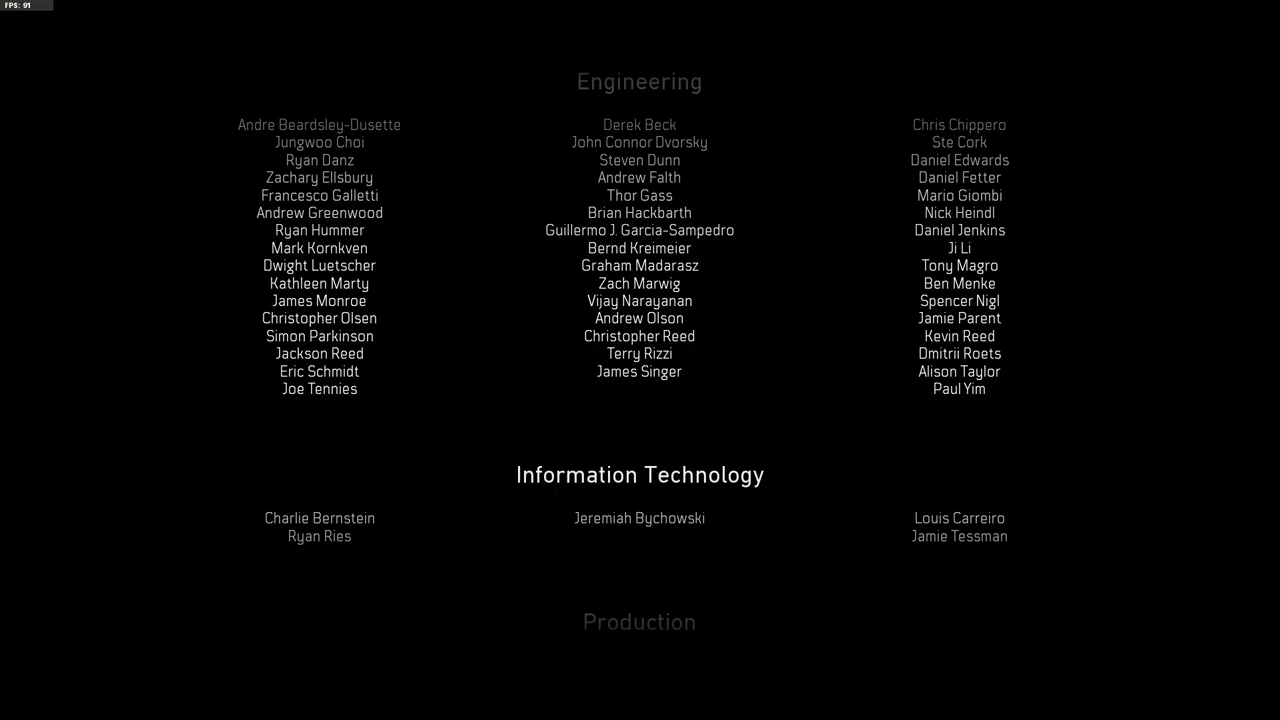 FPS: 91
Engineering
Andre Beardsley-Dusette Derek Beck Chris Chippero
Jungwoo Choi John Connor Dvorsky Ste Cork
Ryan Danz Steven Dunn Daniel Edwards
Zachary Ellsbury Andrew Falth Daniel Fetter
Francesco Galletti Thor Gass Mario Giombi
Andrew Greenwood Brian Hackbarth Nick Heindl
Ryan Hummer Guillermo J. Garcia-Sampedro Daniel Jenkins
Mark Kornkven Bernd Kreimeier Ji Li
Dwight Luetscher Graham Madarasz Tony Magro
Kathleen Marty Zach Marwig Ben Menke
James Monroe Vijay Narayanan Spencer Nigl
Christopher Olsen Andrew Olson Jamie Parent
Simon Parkinson Christopher Reed Kevin Reed
Jackson Reed Terry Rizzi Dmitrii Roets
Eric Schmidt James Singer Alison Taylor
Joe Tennies Paul Yim
Information Technology
Charlie Bernstein Jeremiah Bychowski Louis Carreiro
Ryan Ries Jamie Tessman
Production